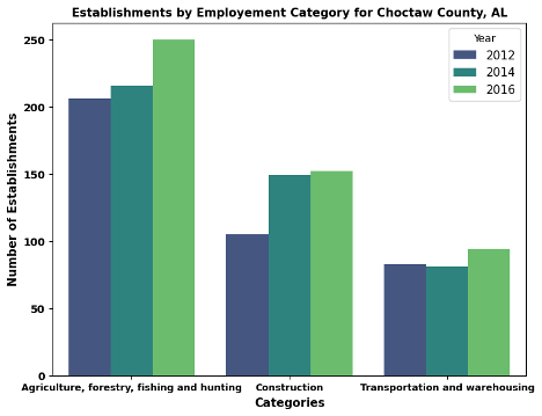 Establishments by Employement Category for Choctaw County, AL
Year
2012
2014
2016
250
200
150
100
50
0
Number of Establishments
Agriculture, forestry, fishing and hunting Construction Transportation and warehousing
Categories